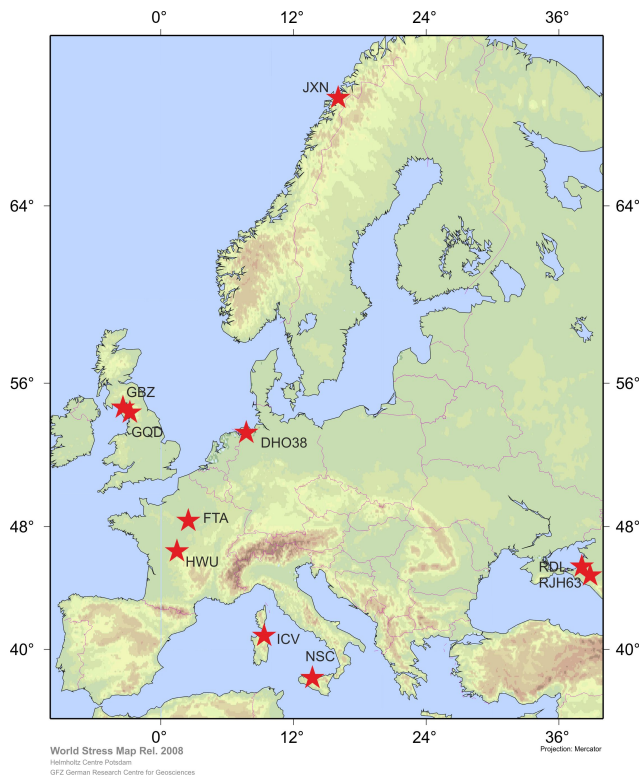 0° 12° 24° 36°
JXN
64° 64°
56° 56°
GBZ
GQD
DHO38
FTA
48° 48°
HWU
RDL
RJH63
ICV
NSC
40° 40°
0° 12° 24° 36°
World Stress Map Rel. 2008
Projection: Mercator
Helmholtz Centre Potsdam
GFZ German Research Centre for Geosciences